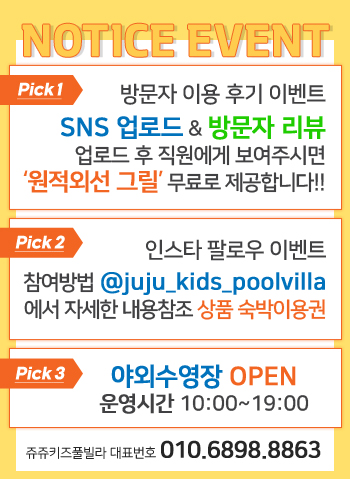 NOTICE EVENT
Pick 1
방문자 이용 후기 이벤트
SNS 업로드 & 방문자 리뷰
업로드 후 직원에게 보여주시면
‘원적외선 그릴’ 무료로 제공합니다!!
Pick 2
인스타 팔로우 이벤트
참여방법 @juju_kids_poolvilla
에서 자세한 내용참조 상품 숙박이용권
Pick 3
야외수영장 OPEN
운영시간 10:00~19:00
쥬쥬키즈풀빌라 대표번호 010.6898.8863